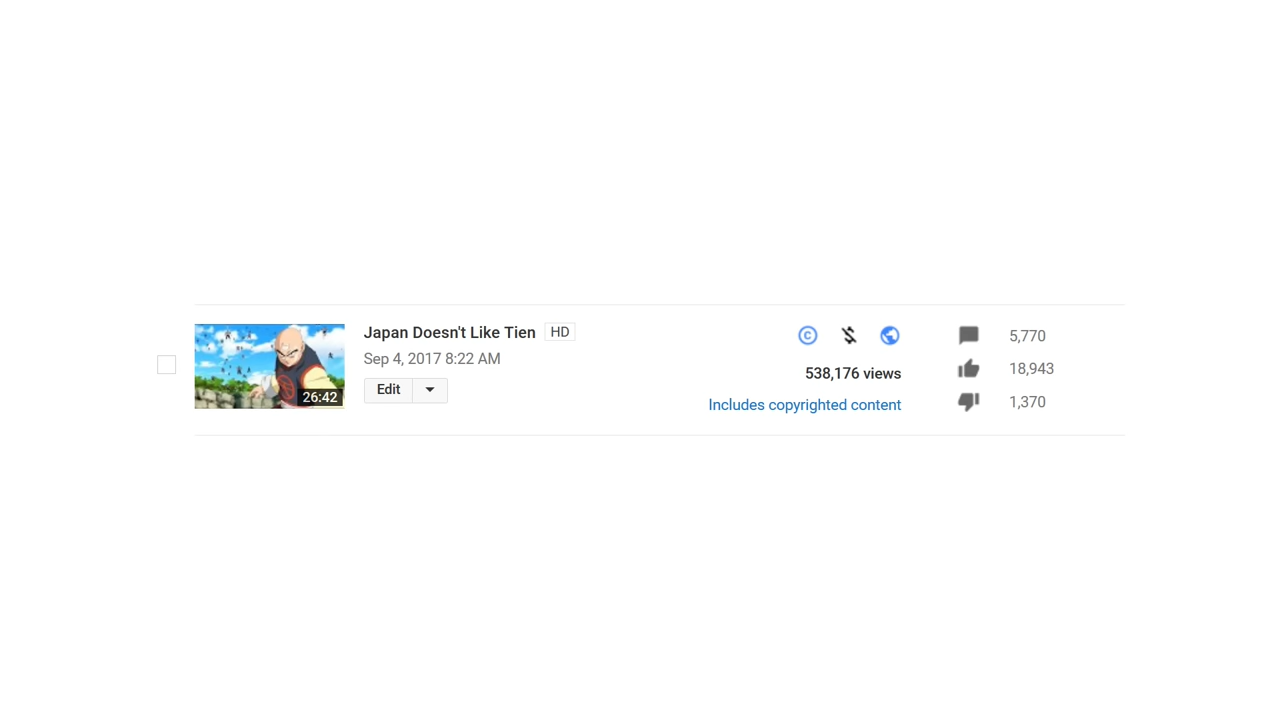 Japan Doesn't Like Tien HD
Sep 4, 2017 8:22 AM
Edit
26:42
538,176 views
Includes copyrighted content
5,770
18,943
1,370